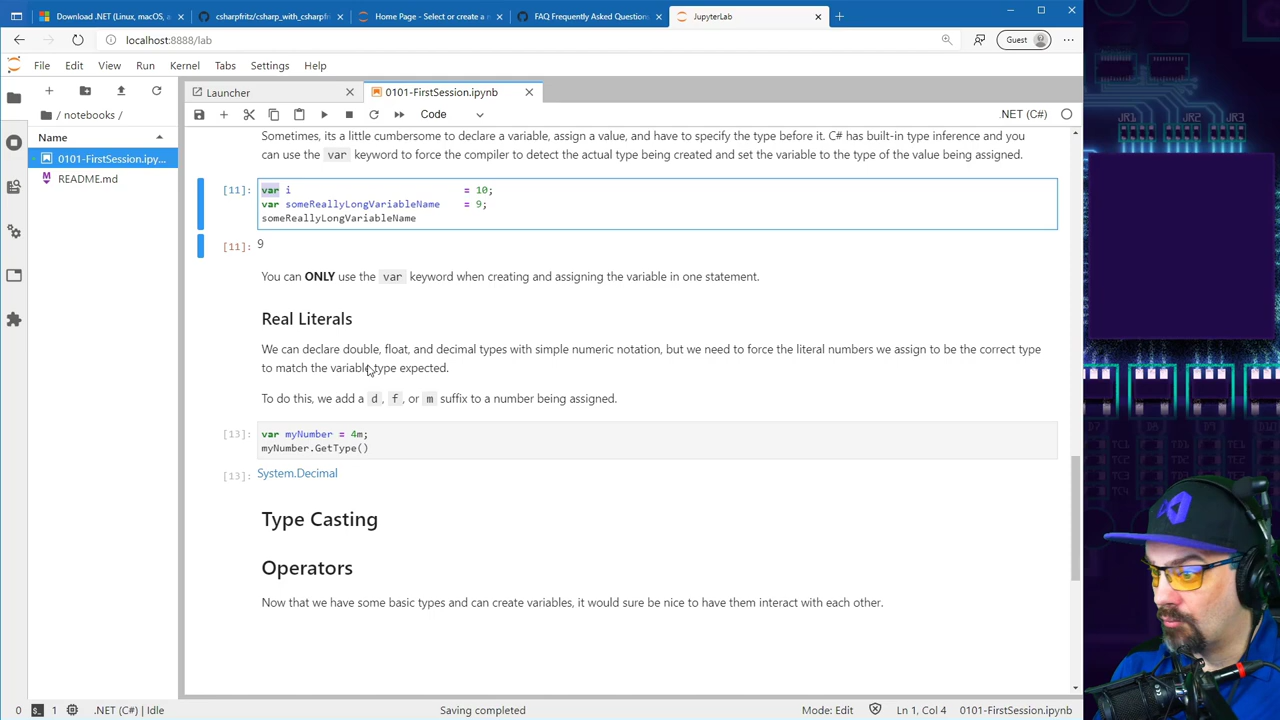 Download .NET (Linux, macOS, a
csharpfritz/csharp_with_csharpf
Home Page - Select or create a n
FAQ Frequently Asked Questions
JupyterLab
localhost:8888/lab
Guest
File Edit View Run Kernel Tabs Settings Help
Launcher
0101-FirstSession.ipynb
Code
.NET (C#)
/ notebooks /
Name
0101-FirstSession.ipy...
README.md
Sometimes, its a little cumbersome to declare a variable, assign a value, and have to specify the type before it. C# has built-in type inference and you
can use the var keyword to force the compiler to detect the actual type being created and set the variable to the type of the value being assigned.
[11]: var i = 10;
var someReallyLongVariableName = 9;
someReallyLongVariableName
[11]: 9
You can ONLY use the var keyword when creating and assigning the variable in one statement.
Real Literals
We can declare double, float, and decimal types with simple numeric notation, but we need to force the literal numbers we assign to be the correct type
to match the variable type expected.
To do this, we add a d, f, or m suffix to a number being assigned.
[13]: var myNumber = 4m;
myNumber.GetType()
[13]: System.Decimal
Type Casting
Operators
Now that we have some basic types and can create variables, it would sure be nice to have them interact with each other.
0 1 .NET (C#) | Idle
Saving completed
Mode: Edit
Ln 1, Col 4
0101-FirstSession.ipynb
JR1
JR2
D7
D8
D9